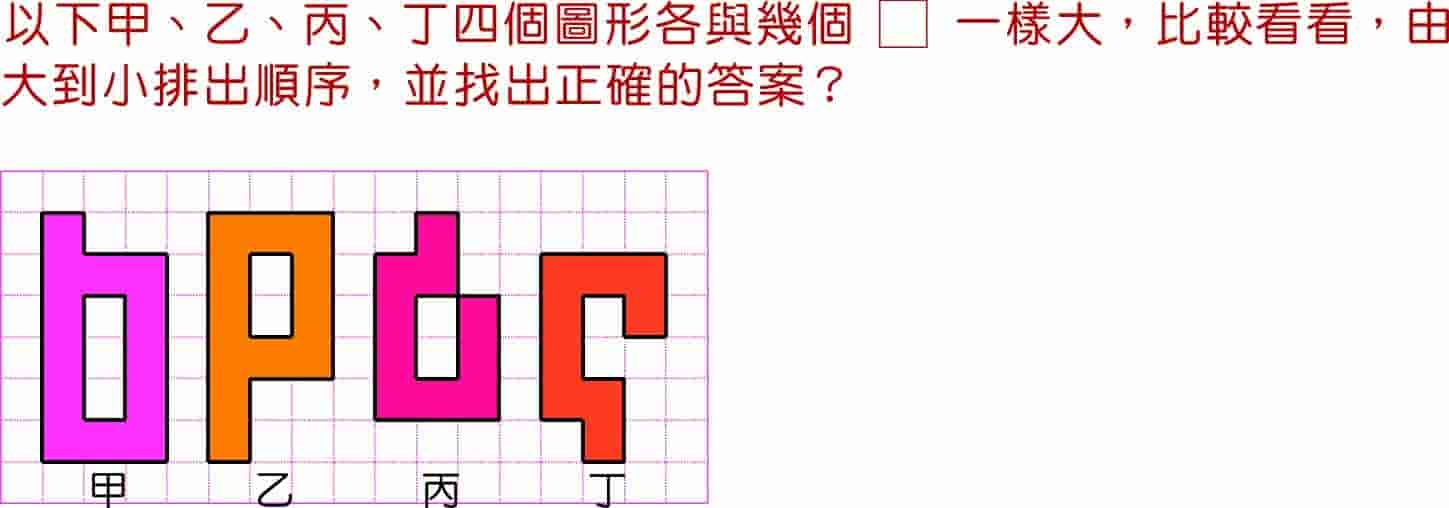 以下甲、乙、丙、丁四個圖形各與幾個 □ 一樣大，比較看看，由
大到小排出順序，並找出正確的答案？
甲 乙 丙 丁